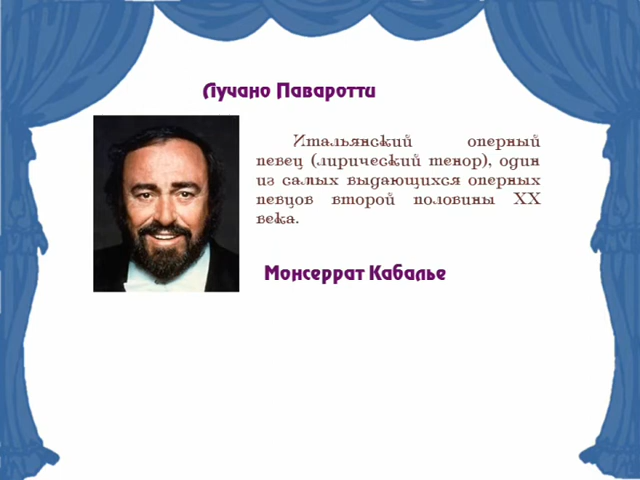 Лучано Паваротти
Итальянский оперный
певец (лирический тенор), один
из самых выдающихся оперных
певцов второй половины XX
века.
Монсеррат Кабалье